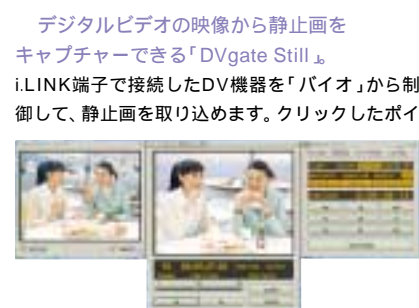 デジタルビデオの映像から静止画を
キャプチャーできる「DVgate Still」。
i.LINK端子で接続したDV機器を「バイオ」から制
御して、静止画を取り込めます。クリックしたポイ